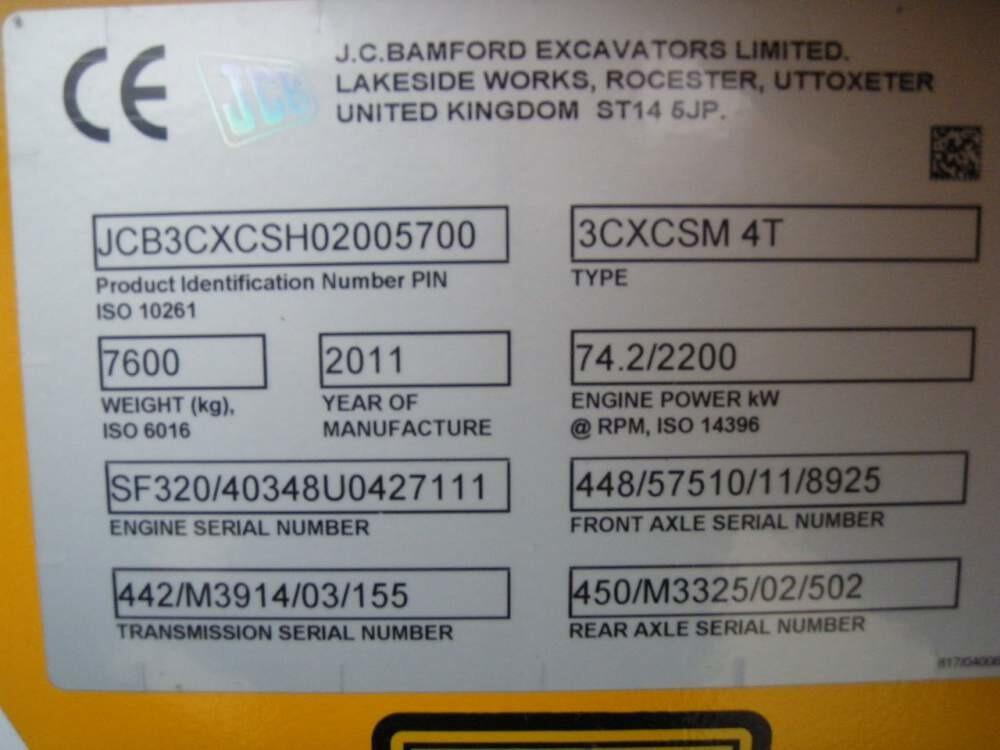 CE
JCB
J.C.BAMFORD EXCAVATORS LIMITED.
LAKESIDE WORKS, ROCESTER, UTTOXETER
UNITED KINGDOM ST14 5JP.
JCB3CXCSH02005700
Product Identification Number PIN
ISO 10261
3CXCSM 4T
TYPE
7600
WEIGHT (kg),
ISO 6016
2011
YEAR OF
MANUFACTURE
74.2/2200
ENGINE POWER kW
@ RPM, ISO 14396
SF320/40348U0427111
ENGINE SERIAL NUMBER
448/57510/11/8925
FRONT AXLE SERIAL NUMBER
442/M3914/03/155
TRANSMISSION SERIAL NUMBER
450/M3325/02/502
REAR AXLE SERIAL NUMBER